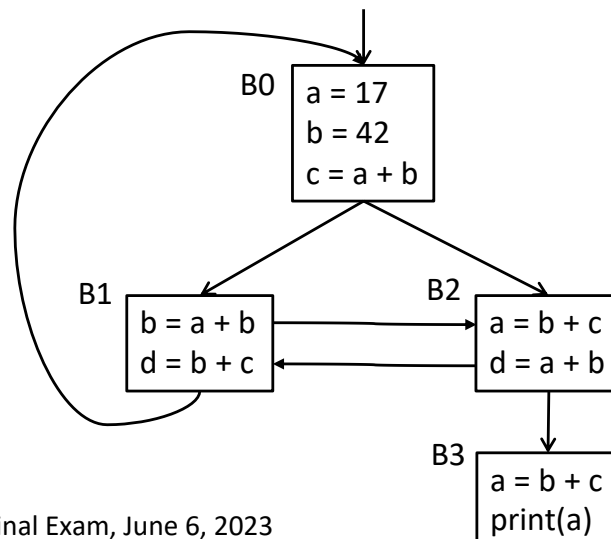 B0
a = 17
b = 42
c = a + b
B1
b = a + b
d = b + c
B2
a = b + c
d = a + b
B3
a = b + c
print(a)
inal Exam, June 6, 2023